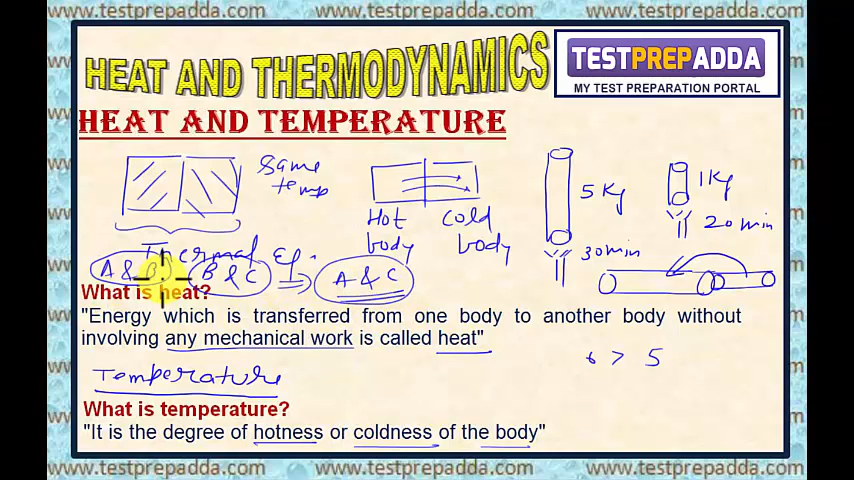 www.testprepadda.com www.testprepadda.com www.testprepadda.com
HEAT AND THERMODYNAMICS
TESTPREPADDA
MY TEST PREPARATION PORTAL
HEAT AND TEMPERATURE
Same temp
Hot body
Cold body
5 Kg
1 Kg
30 min
20 min
Thermal Eq.
A & B
B & C
⇒
A & C
What is heat?
"Energy which is transferred from one body to another body without
involving any mechanical work is called heat"
6 > 5
Temperature
What is temperature?
"It is the degree of hotness or coldness of the body"
www.testprepadda.com www.testprepadda.com www.testprepadda.com